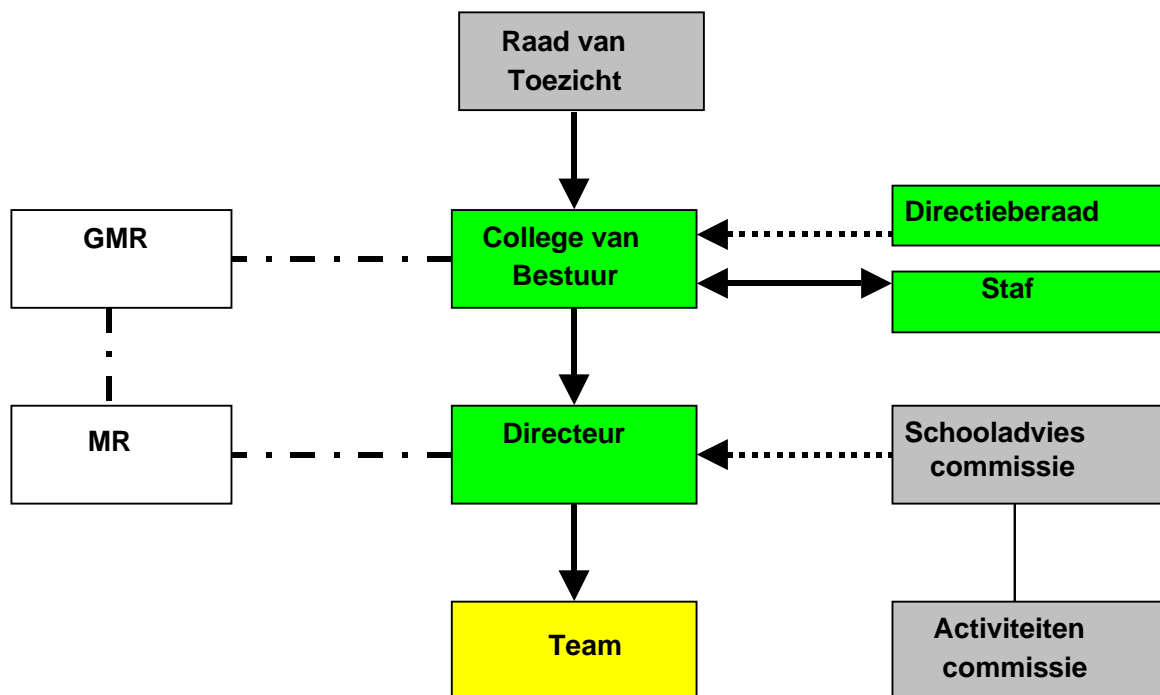 Raad van
Toezicht
GMR
College van
Bestuur
Directieberaad
Staf
MR
Directeur
Schooladvies
commissie
Team
Activiteiten
commissie